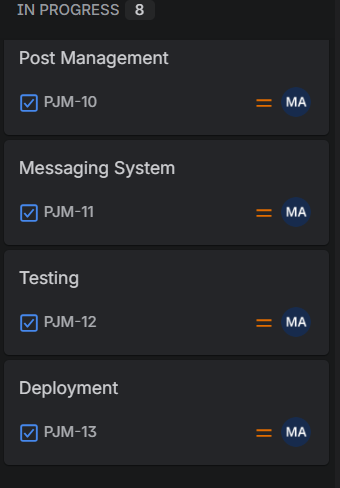 IN PROGRESS 8
Post Management
PJM-10 MA
Messaging System
PJM-11 MA
Testing
PJM-12 MA
Deployment
PJM-13 MA